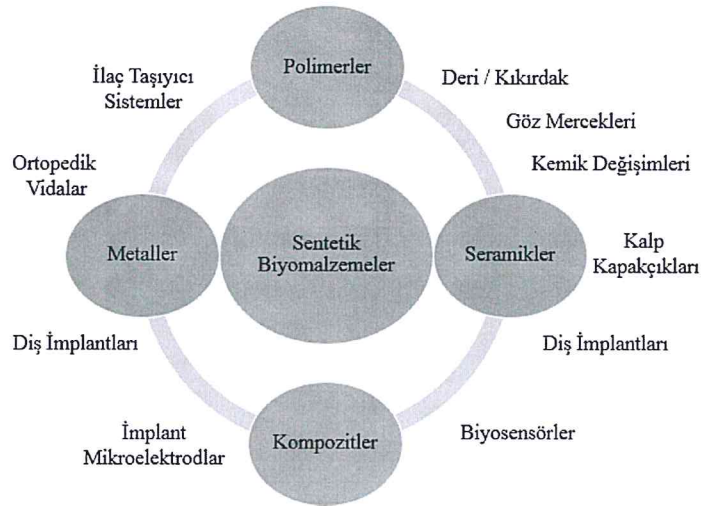 Polimerler
İlaç Taşıyıcı
Sistemler
Deri / Kıkırdak
Göz Mercekleri
Kemik Değişimleri
Ortopedik
Vidalar
Metaller
Sentetik
Biyomalzemeler
Seramikler
Kalp
Kapakçıkları
Diş İmplantları
Diş İmplantları
İmplant
Mikroelektrodlar
Kompozitler
Biyosensörler